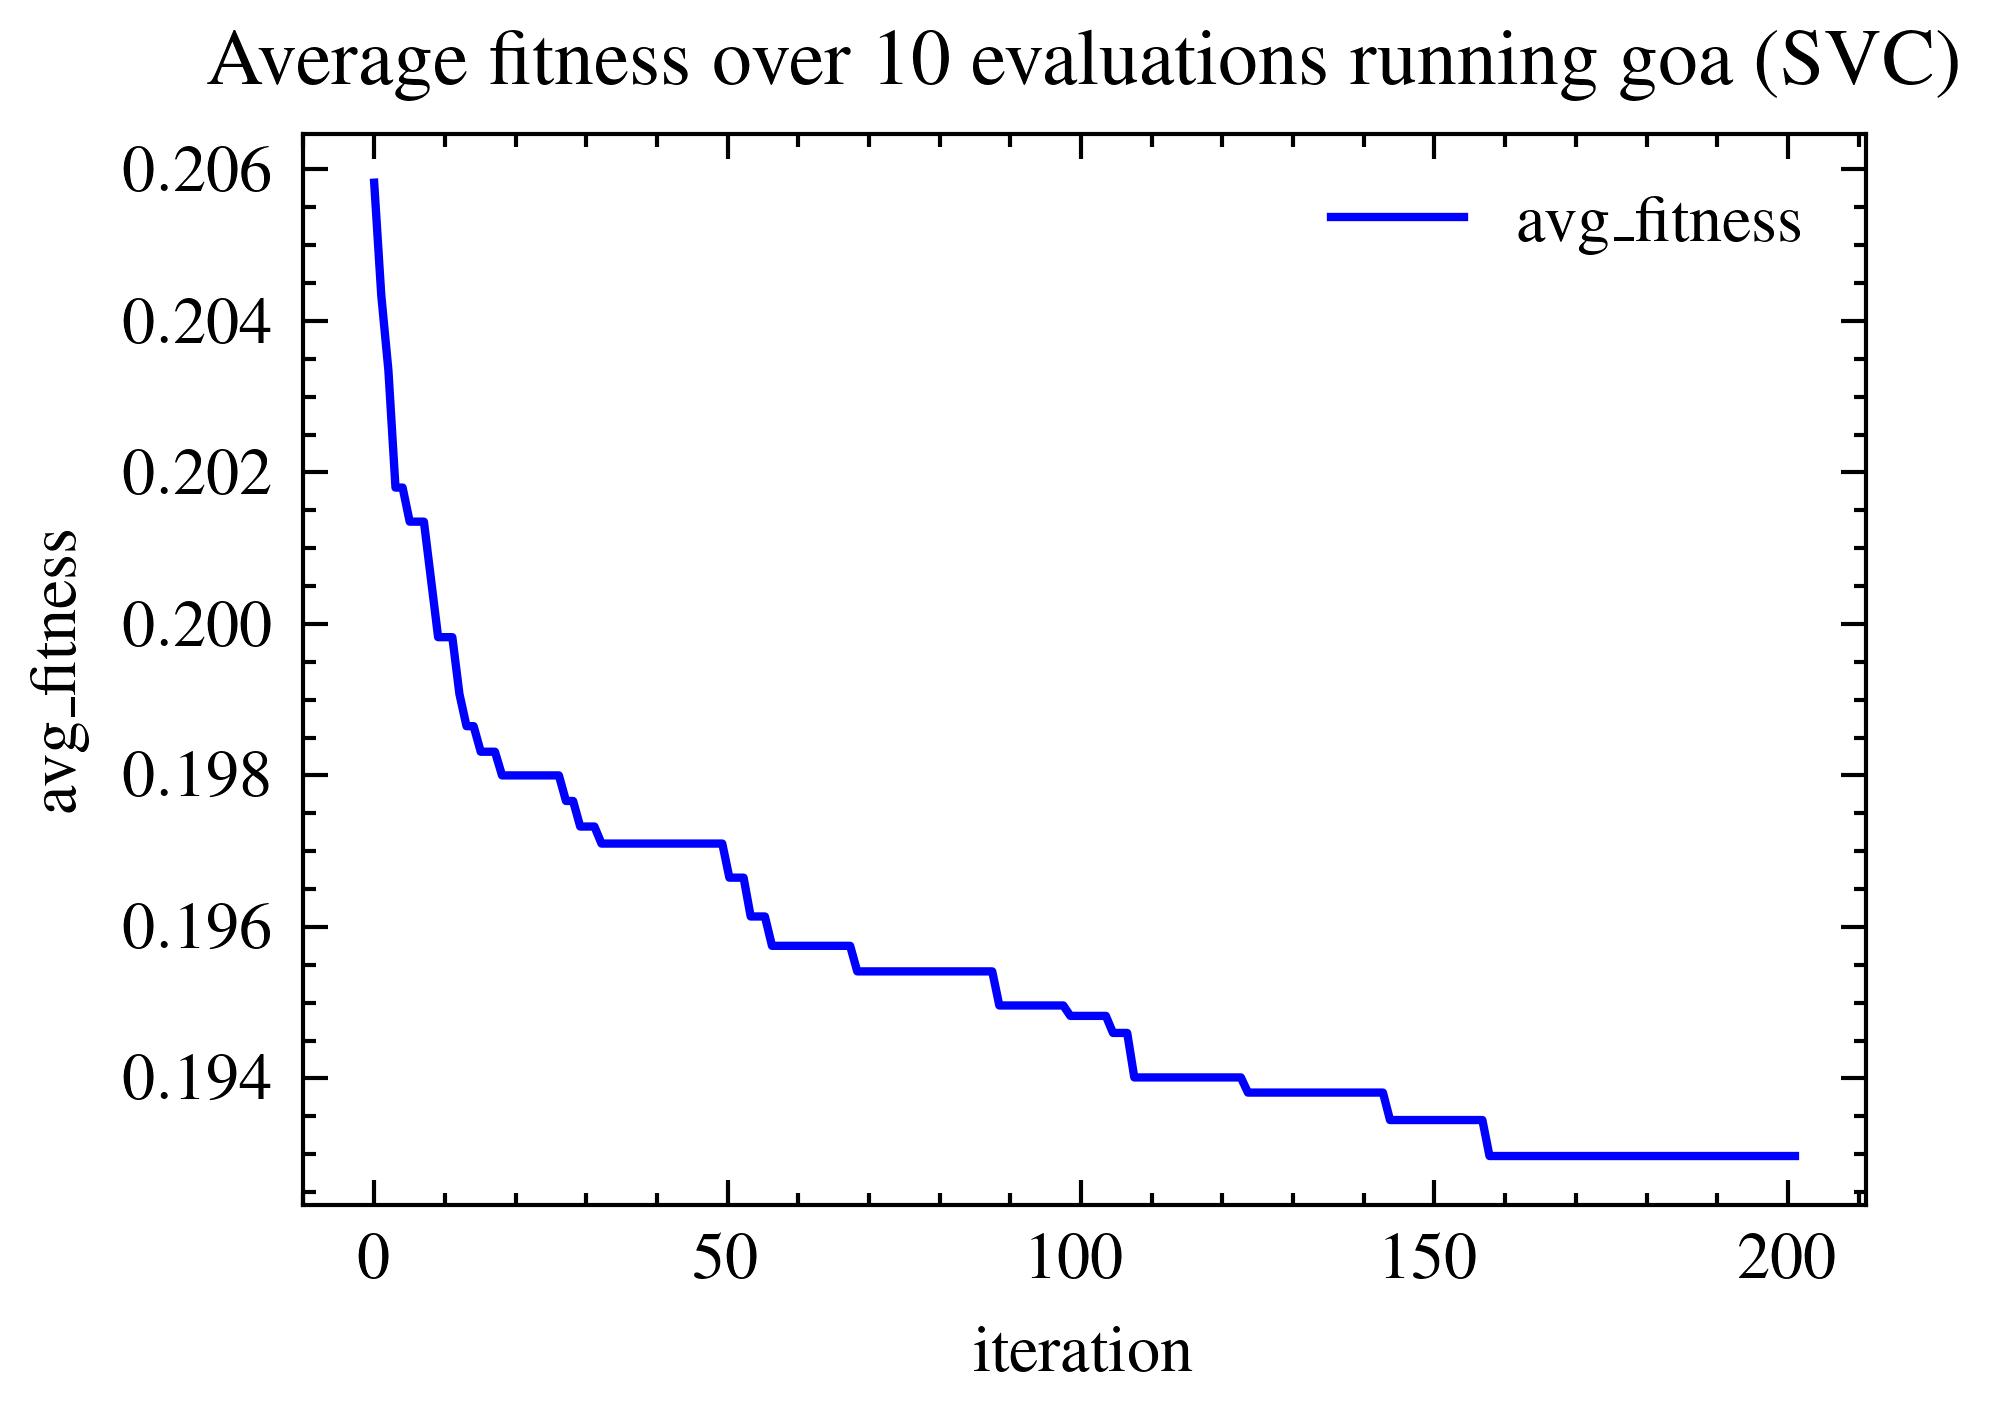 Average fitness over 10 evaluations running goa (SVC)
avg_fitness
0.206
0.204
0.202
0.200
0.198
0.196
0.194
avg_fitness
0 50 100 150 200
iteration